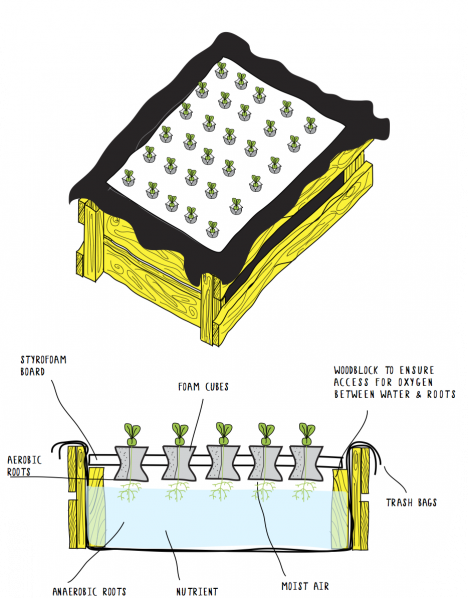 STYROFOAM
BOARD
FOAM CUBES
WOODBLOCK TO ENSURE
ACCESS FOR OXYGEN
BETWEEN WATER & ROOTS
AEROBIC
ROOTS
TRASH BAGS
ANAEROBIC ROOTS
NUTRIENT
MOIST AIR